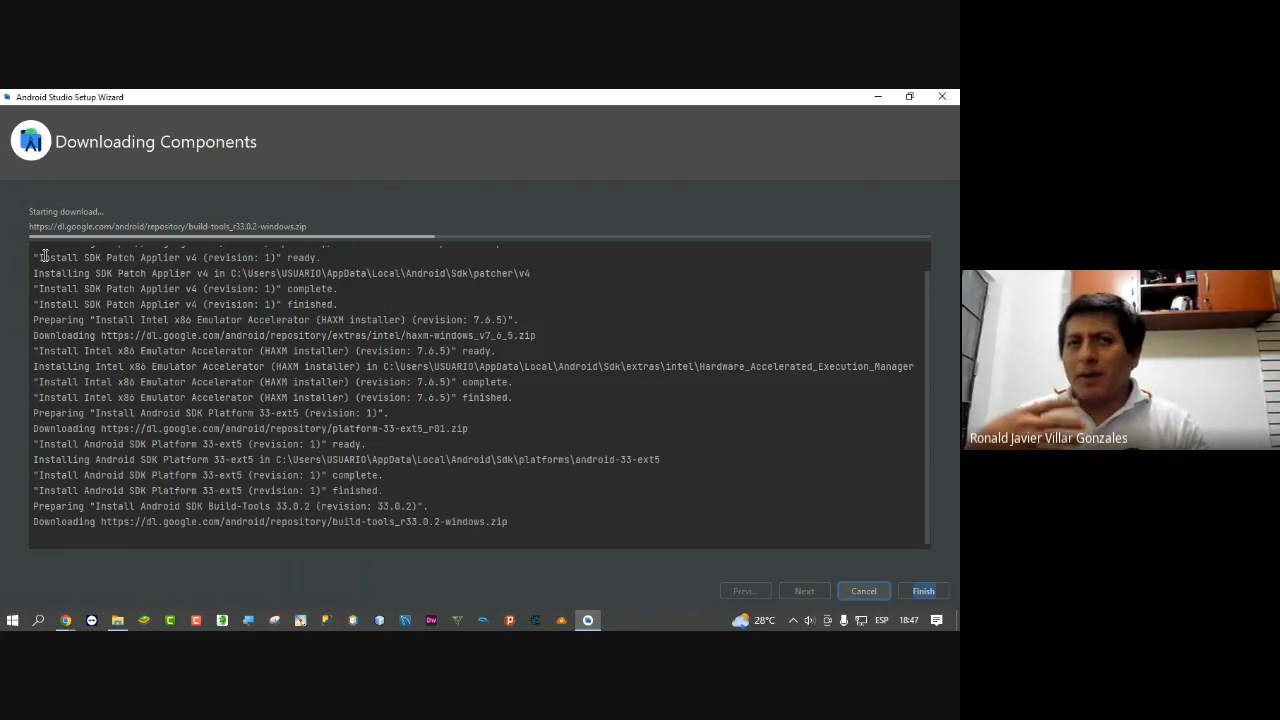 Android Studio Setup Wizard
Downloading Components
Starting download...
https://dl.google.com/android/repository/build-tools_r33.0.2-windows.zip
"Install SDK Patch Applier v4 (revision: 1)" ready.
Installing SDK Patch Applier v4 in C:\Users\USUARIO\AppData\Local\Android\Sdk\patcher\v4
"Install SDK Patch Applier v4 (revision: 1)" complete.
"Install SDK Patch Applier v4 (revision: 1)" finished.
Preparing "Install Intel x86 Emulator Accelerator (HAXM installer) (revision: 7.6.5)".
Downloading https://dl.google.com/android/repository/extras/intel/haxm-windows_v7_6_5.zip
"Install Intel x86 Emulator Accelerator (HAXM installer) (revision: 7.6.5)" ready.
Installing Intel x86 Emulator Accelerator (HAXM installer) in C:\Users\USUARIO\AppData\Local\Android\Sdk\extras\intel\Hardware_Accelerated_Execution_Manager
"Install Intel x86 Emulator Accelerator (HAXM installer) (revision: 7.6.5)" complete.
"Install Intel x86 Emulator Accelerator (HAXM installer) (revision: 7.6.5)" finished.
Preparing "Install Android SDK Platform 33-ext5 (revision: 1)".
Downloading https://dl.google.com/android/repository/platform-33-ext5_r01.zip
"Install Android SDK Platform 33-ext5 (revision: 1)" ready.
Installing Android SDK Platform 33-ext5 in C:\Users\USUARIO\AppData\Local\Android\Sdk\platforms\android-33-ext5
"Install Android SDK Platform 33-ext5 (revision: 1)" complete.
"Install Android SDK Platform 33-ext5 (revision: 1)" finished.
Preparing "Install Android SDK Build-Tools 33.0.2 (revision: 33.0.2)".
Downloading https://dl.google.com/android/repository/build-tools_r33.0.2-windows.zip
Previ... Next Cancel Finish
Dw
28°C ESP 18:47
Ronald Javier Villar Gonzales